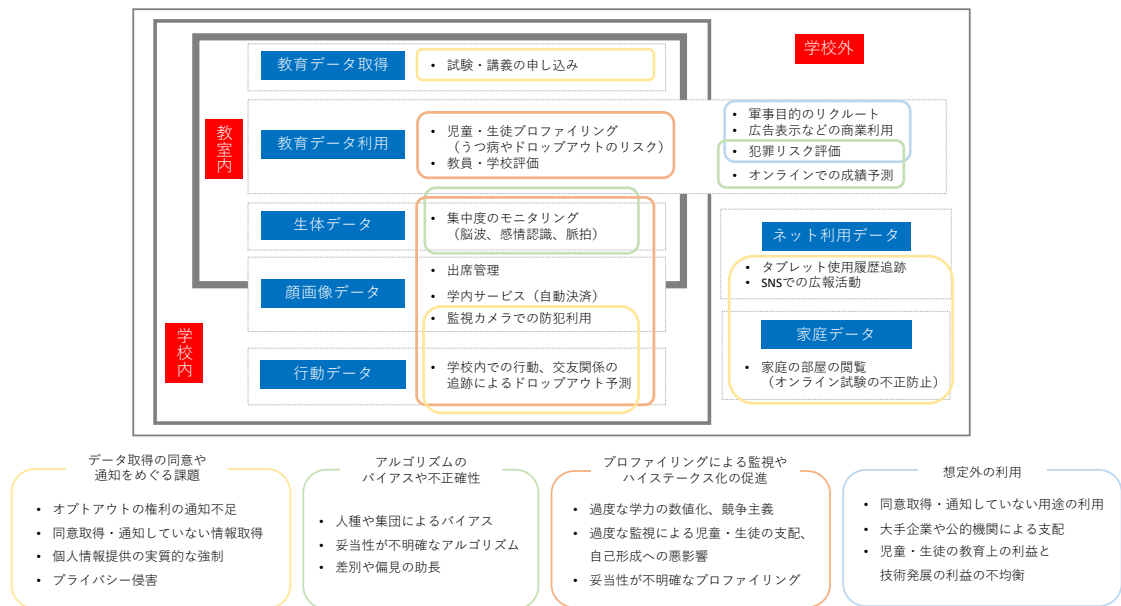 学校外
教育データ取得
• 試験・講義の申し込み
教室内
教育データ利用
• 児童・生徒プロファイリング
（うつ病やドロップアウトのリスク）
• 教員・学校評価
• 軍事目的のリクルート
• 広告表示などの商業利用
• 犯罪リスク評価
• オンラインでの成績予測
生体データ
• 集中度のモニタリング
（脳波、感情認識、脈拍）
ネット利用データ
• タブレット使用履歴追跡
• SNSでの広報活動
顔画像データ
• 出席管理
• 学内サービス（自動決済）
• 監視カメラでの防犯利用
学校内
行動データ
• 学校内での行動、交友関係の
追跡によるドロップアウト予測
家庭データ
• 家庭の部屋の閲覧
（オンライン試験の不正防止）
データ取得の同意や
通知をめぐる課題
• オプトアウトの権利の通知不足
• 同意取得・通知していない情報取得
• 個人情報提供の実質的な強制
• プライバシー侵害
アルゴリズムの
バイアスや不正確性
• 人種や集団によるバイアス
• 妥当性が不明確なアルゴリズム
• 差別や偏見の助長
プロファイリングによる監視や
ハイステークス化の促進
• 過度な学力の数値化、競争主義
• 過度な監視による児童・生徒の支配、
自己形成への悪影響
• 妥当性が不明確なプロファイリング
想定外の利用
• 同意取得・通知していない用途の利用
• 大手企業や公的機関による支配
• 児童・生徒の教育上の利益と
技術発展の利益の不均衡